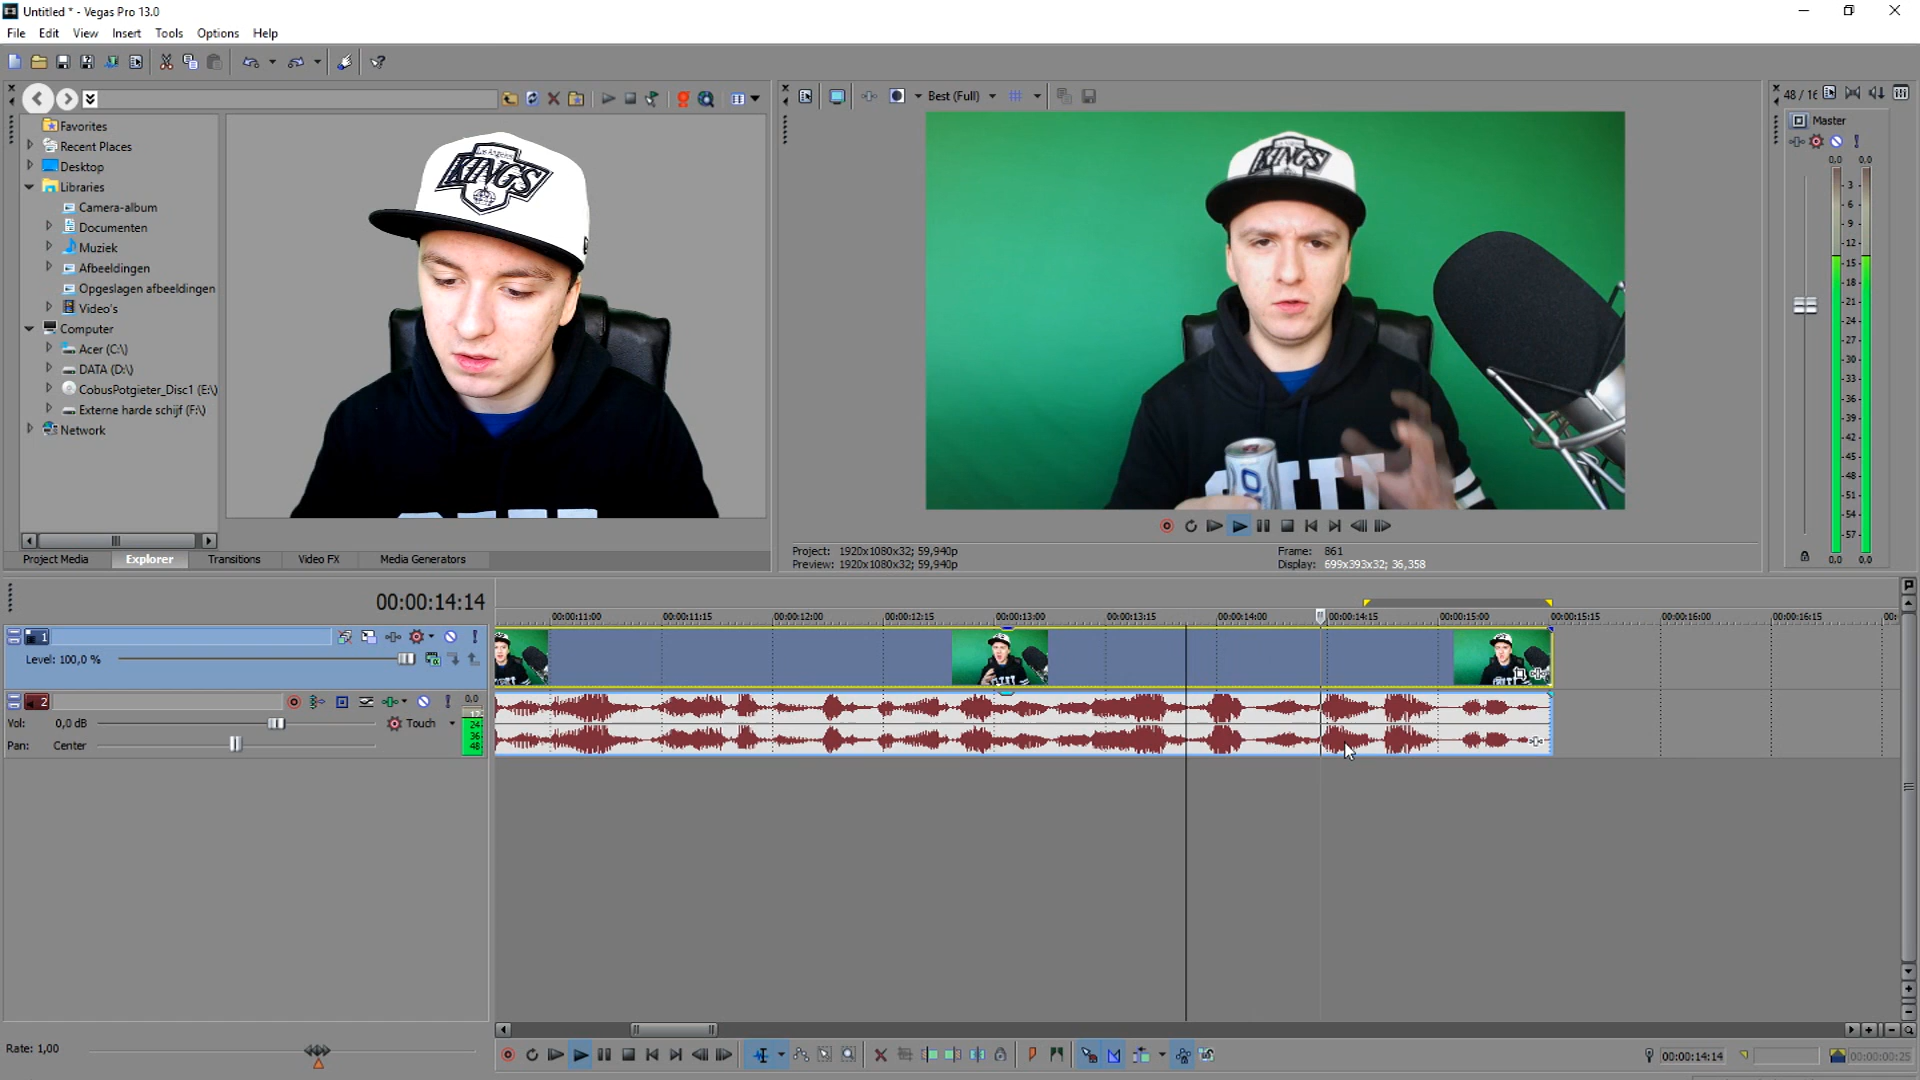 Untitled * - Vegas Pro 13.0
File Edit View Insert Tools Options Help
Best (Full)
48 / 16
Favorites
Recent Places
Desktop
Libraries
Camera-album
Documenten
Muziek
Afbeeldingen
Opgeslagen afbeeldingen
Video's
Computer
Acer (C:\)
DATA (D:\)
CobusPotgieter_Disc1 (E:\)
Externe harde schijf (F:\)
Network
Los Angeles
KINGS
KINGS
Master
0,0 0,0
- 3 -
- 6 -
- 9 -
-12-
-15-
-18-
-21-
-24-
-27-
-30-
-33-
-36-
-39-
-42-
-45-
-48-
-51-
-54-
-57-
0,0 0,0
Project Media Explorer Transitions Video FX Media Generators
Project: 1920x1080x32; 59,940p
Preview: 1920x1080x32; 59,940p
Frame: 861
Display: 699x393x32; 36,358
00:00:14:14
00:00:11:00 00:00:11:15 00:00:12:00 00:00:12:15 00:00:13:00 00:00:13:15 00:00:14:00 00:00:14:15 00:00:15:00 00:00:15:15 00:00:16:00 00:00:16:15 00:
1
Level: 100,0 %
2
Vol: 0,0 dB Touch
Pan: Center
0,0
12
24
36
48
Rate: 1,00
00:00:14:14 00:00:00:25